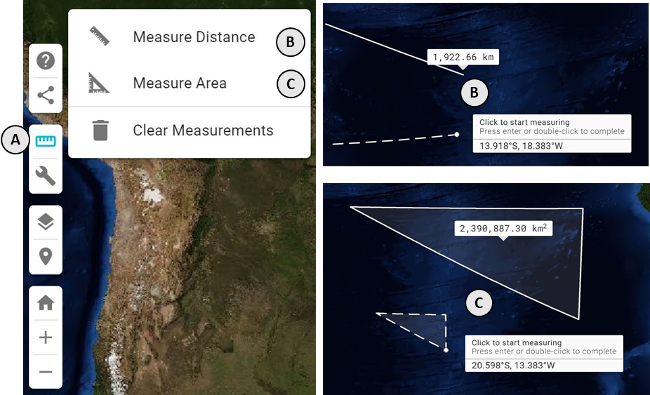 Measure Distance
B
Measure Area
C
Clear Measurements
A
1,922.66 km
B
Click to start measuring
Press enter or double-click to complete
13.918°S, 18.383°W
2,390,887.30 km²
C
Click to start measuring
Press enter or double-click to complete
20.598°S, 13.383°W